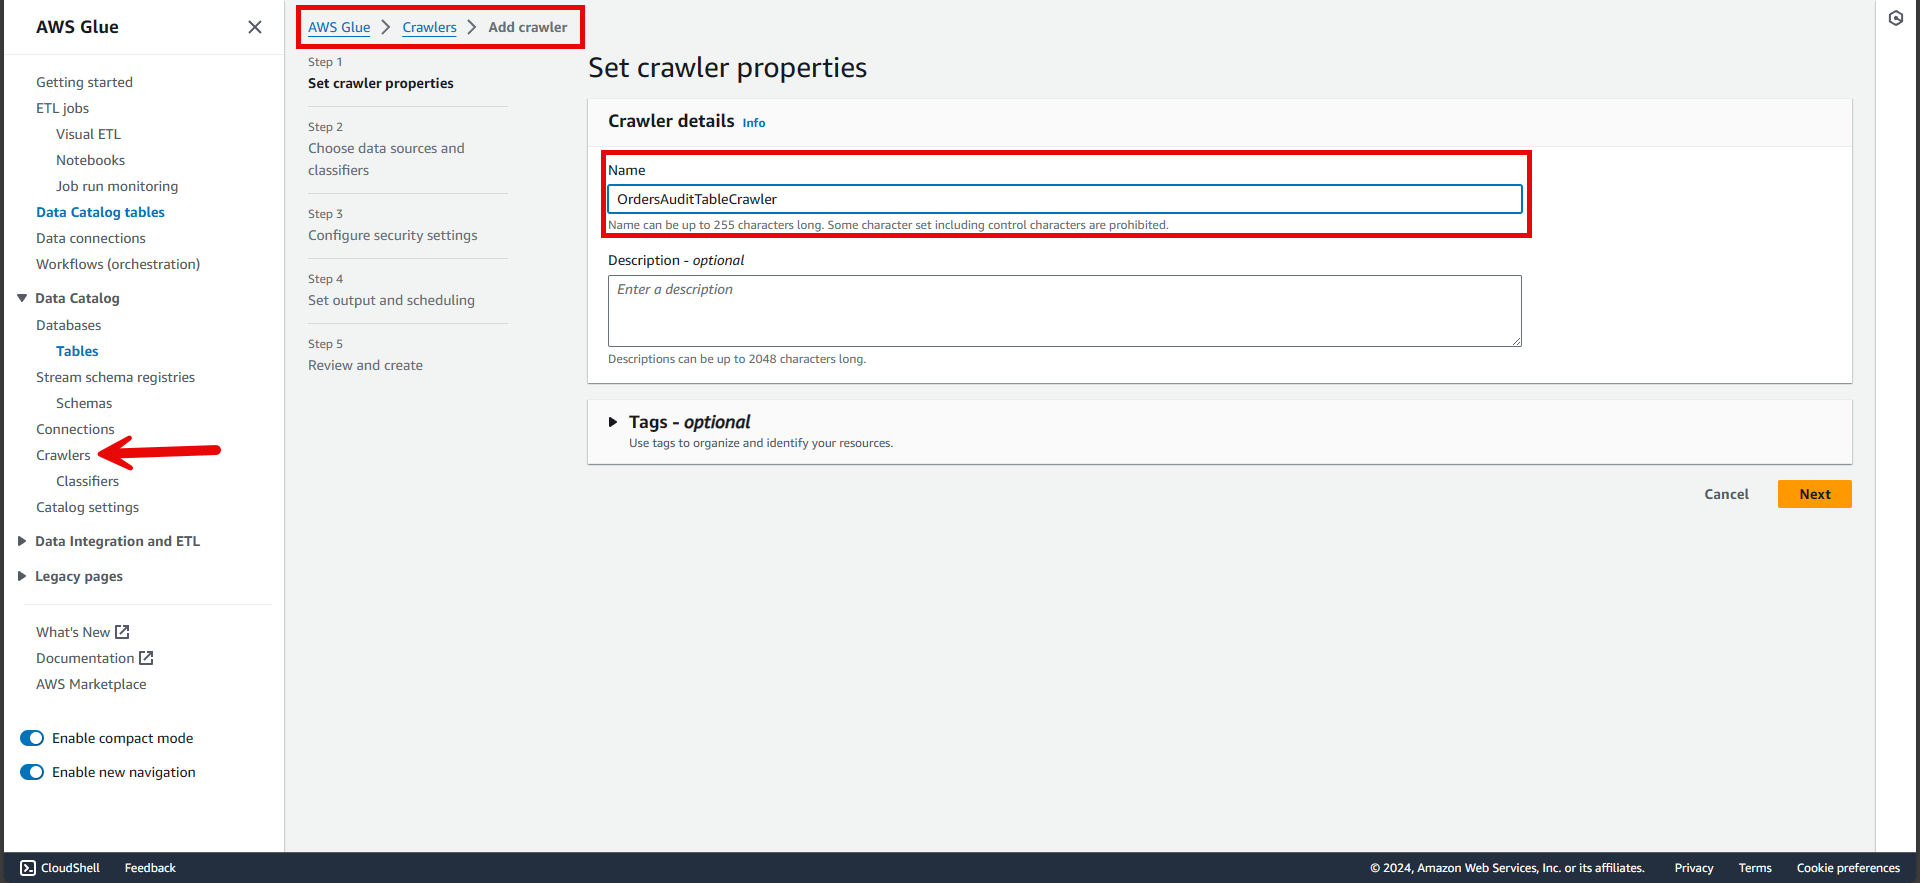 AWS Glue
Getting started
ETL jobs
Visual ETL
Notebooks
Job run monitoring
Data Catalog tables
Data connections
Workflows (orchestration)
Data Catalog
Databases
Tables
Stream schema registries
Schemas
Connections
Crawlers
Classifiers
Catalog settings
Data Integration and ETL
Legacy pages
What's New
Documentation
AWS Marketplace
Enable compact mode
Enable new navigation
AWS Glue > Crawlers > Add crawler
Step 1
Set crawler properties
Step 2
Choose data sources and
classifiers
Step 3
Configure security settings
Step 4
Set output and scheduling
Step 5
Review and create
Set crawler properties
Crawler details Info
Name
OrdersAuditTableCrawler
Name can be up to 255 characters long. Some character set including control characters are prohibited.
Description - optional
Enter a description
Descriptions can be up to 2048 characters long.
Tags - optional
Use tags to organize and identify your resources.
Cancel Next
CloudShell Feedback © 2024, Amazon Web Services, Inc. or its affiliates. Privacy Terms Cookie preferences